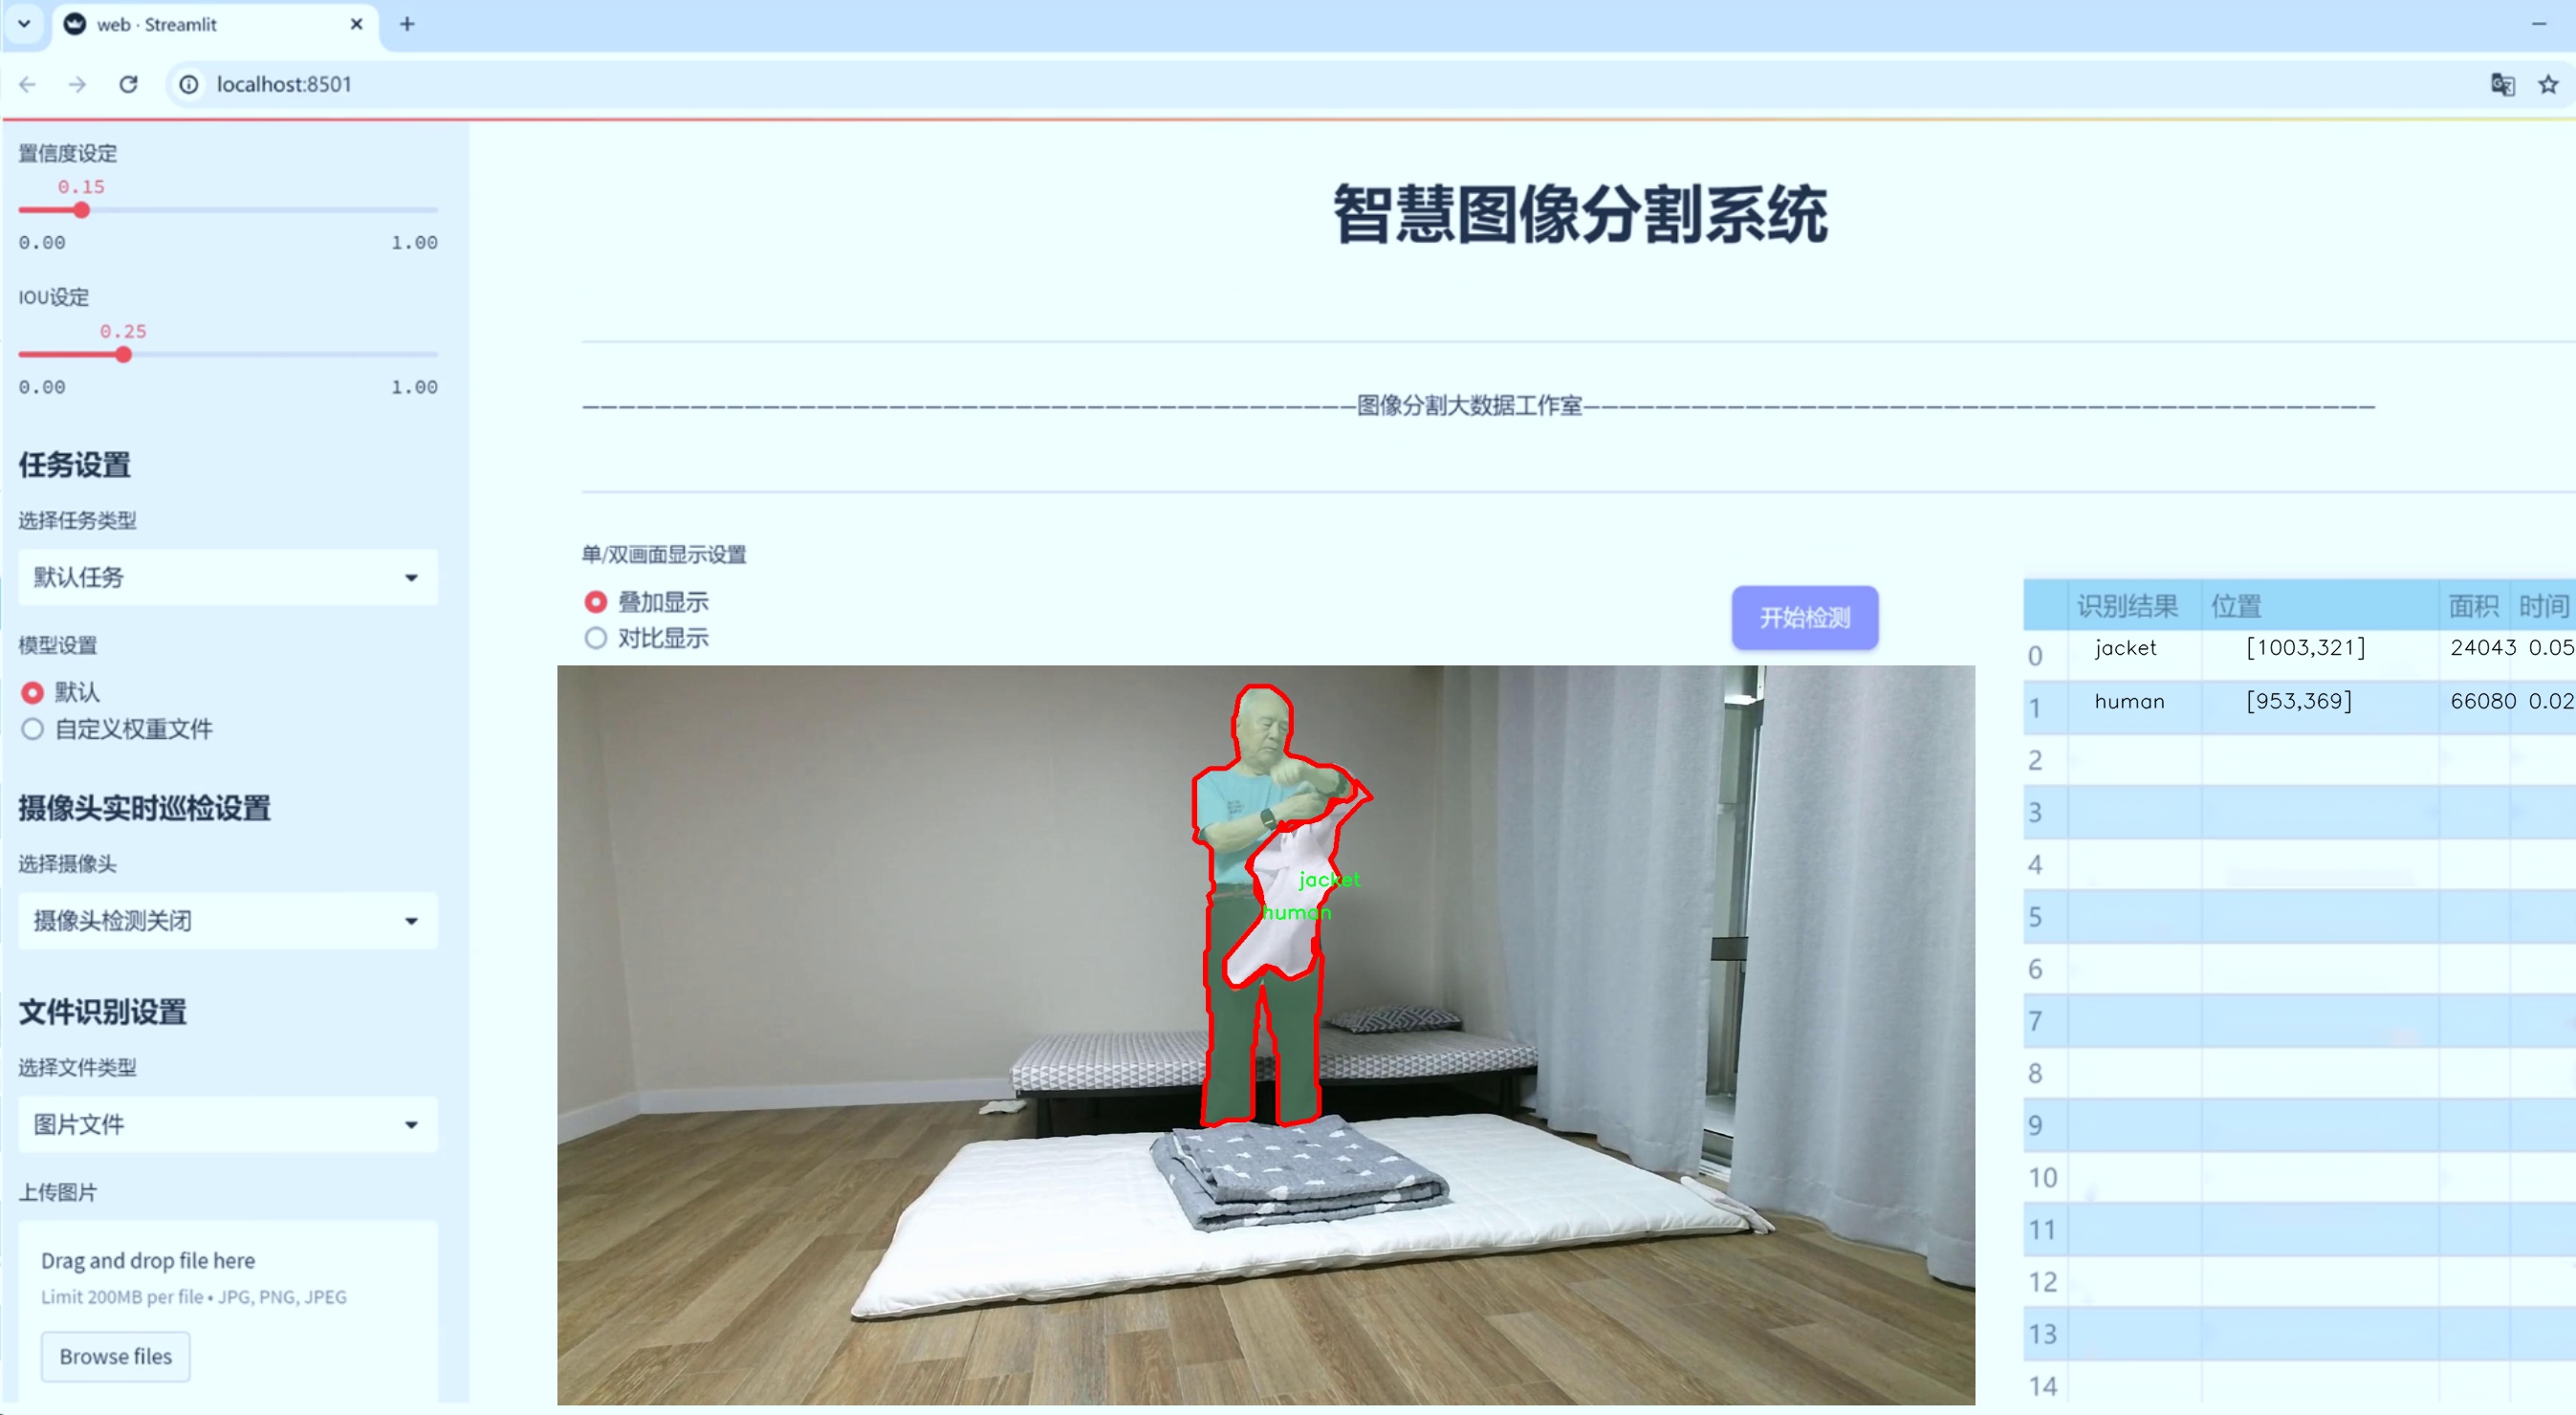 web · Streamlit
localhost:8501
置信度设定
0.15
0.00 1.00
IOU设定
0.25
0.00 1.00
任务设置
选择任务类型
默认任务
模型设置
默认
自定义权重文件
摄像头实时巡检设置
选择摄像头
摄像头检测关闭
文件识别设置
选择文件类型
图片文件
上传图片
Drag and drop file here
Limit 200MB per file • JPG, PNG, JPEG
Browse files
智慧图像分割系统
图像分割大数据工作室
单/双画面显示设置
叠加显示
对比显示
开始检测
jacket
human
识别结果 位置 面积 时间
0 jacket [1003,321] 24043 0.05
1 human [953,369] 66080 0.02
2
3
4
5
6
7
8
9
10
11
12
13
14